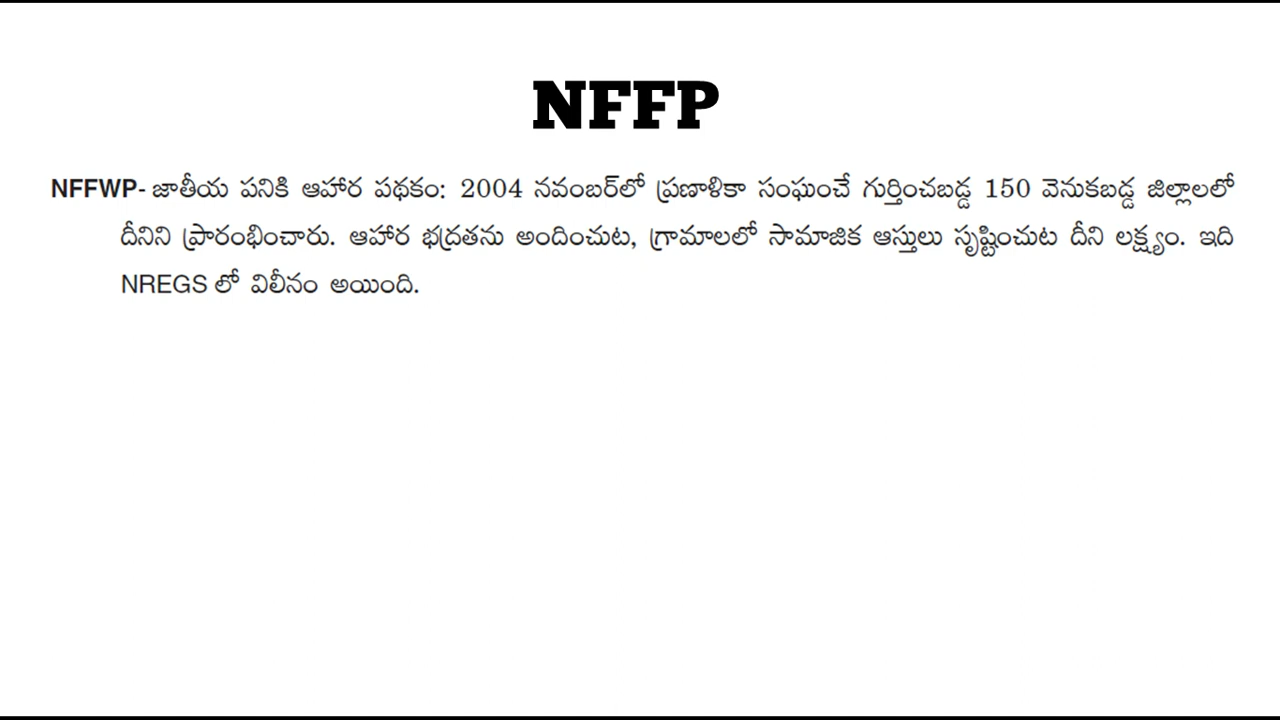 NFFP
NFFWP- జాతీయ పనికి ఆహార పథకం: 2004 నవంబర్‌లో ప్రణాళికా సంఘంచే గుర్తించబడ్డ 150 వెనుకబడ్డ జిల్లాలలో
దీనిని ప్రారంభించారు. ఆహార భద్రతను అందించుట, గ్రామాలలో సామాజిక ఆస్తులు సృష్టించుట దీని లక్ష్యం. ఇది
NREGS లో విలీనం అయింది.